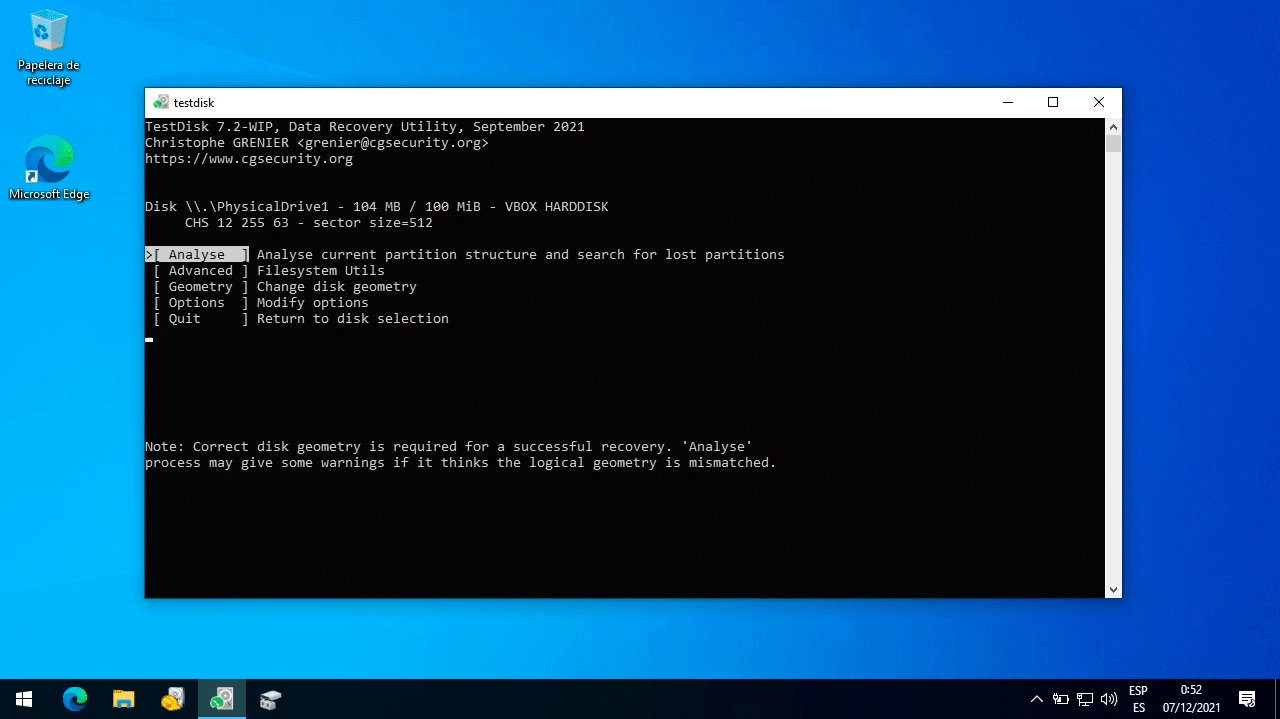 Papelera de
reciclaje
Microsoft Edge
testdisk
TestDisk 7.2-WIP, Data Recovery Utility, September 2021
Christophe GRENIER <grenier@cgsecurity.org>
https://www.cgsecurity.org
Disk \\.\PhysicalDrive1 - 104 MB / 100 MiB - VBOX HARDDISK
CHS 12 255 63 - sector size=512
>[ Analyse  ] Analyse current partition structure and search for lost partitions
[ Advanced ] Filesystem Utils
[ Geometry ] Change disk geometry
[ Options  ] Modify options
[ Quit     ] Return to disk selection
Note: Correct disk geometry is required for a successful recovery. 'Analyse'
process may give some warnings if it thinks the logical geometry is mismatched.
ESP
ES
0:52
07/12/2021